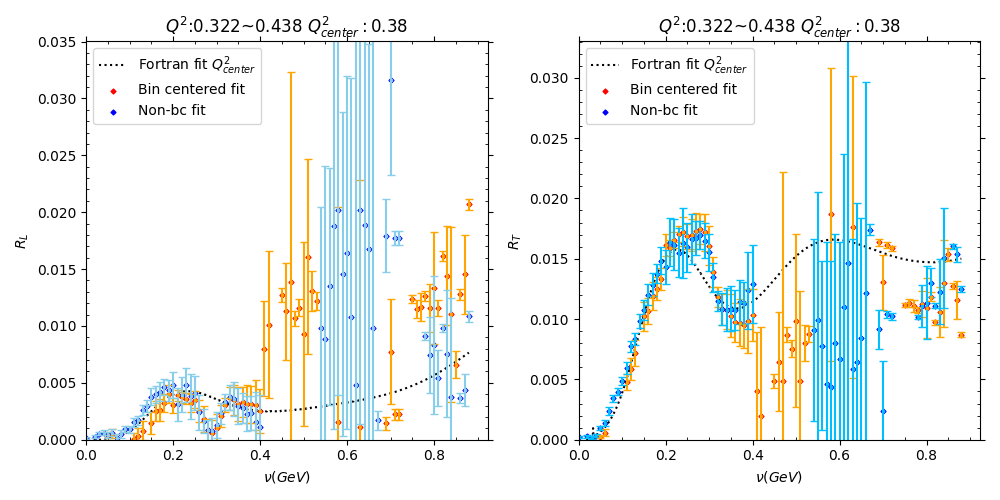 Q²:0.322~0.438 Q²center : 0.38
Q²:0.322~0.438 Q²center : 0.38
0.035
0.030
0.025
0.020
0.015
0.010
0.005
0.000
R_L
Fortran fit Q²center
Bin centered fit
Non-bc fit
0.0 0.2 0.4 0.6 0.8
ν(GeV)
0.030
0.025
0.020
0.015
0.010
0.005
0.000
R_T
Fortran fit Q²center
Bin centered fit
Non-bc fit
0.0 0.2 0.4 0.6 0.8
ν(GeV)